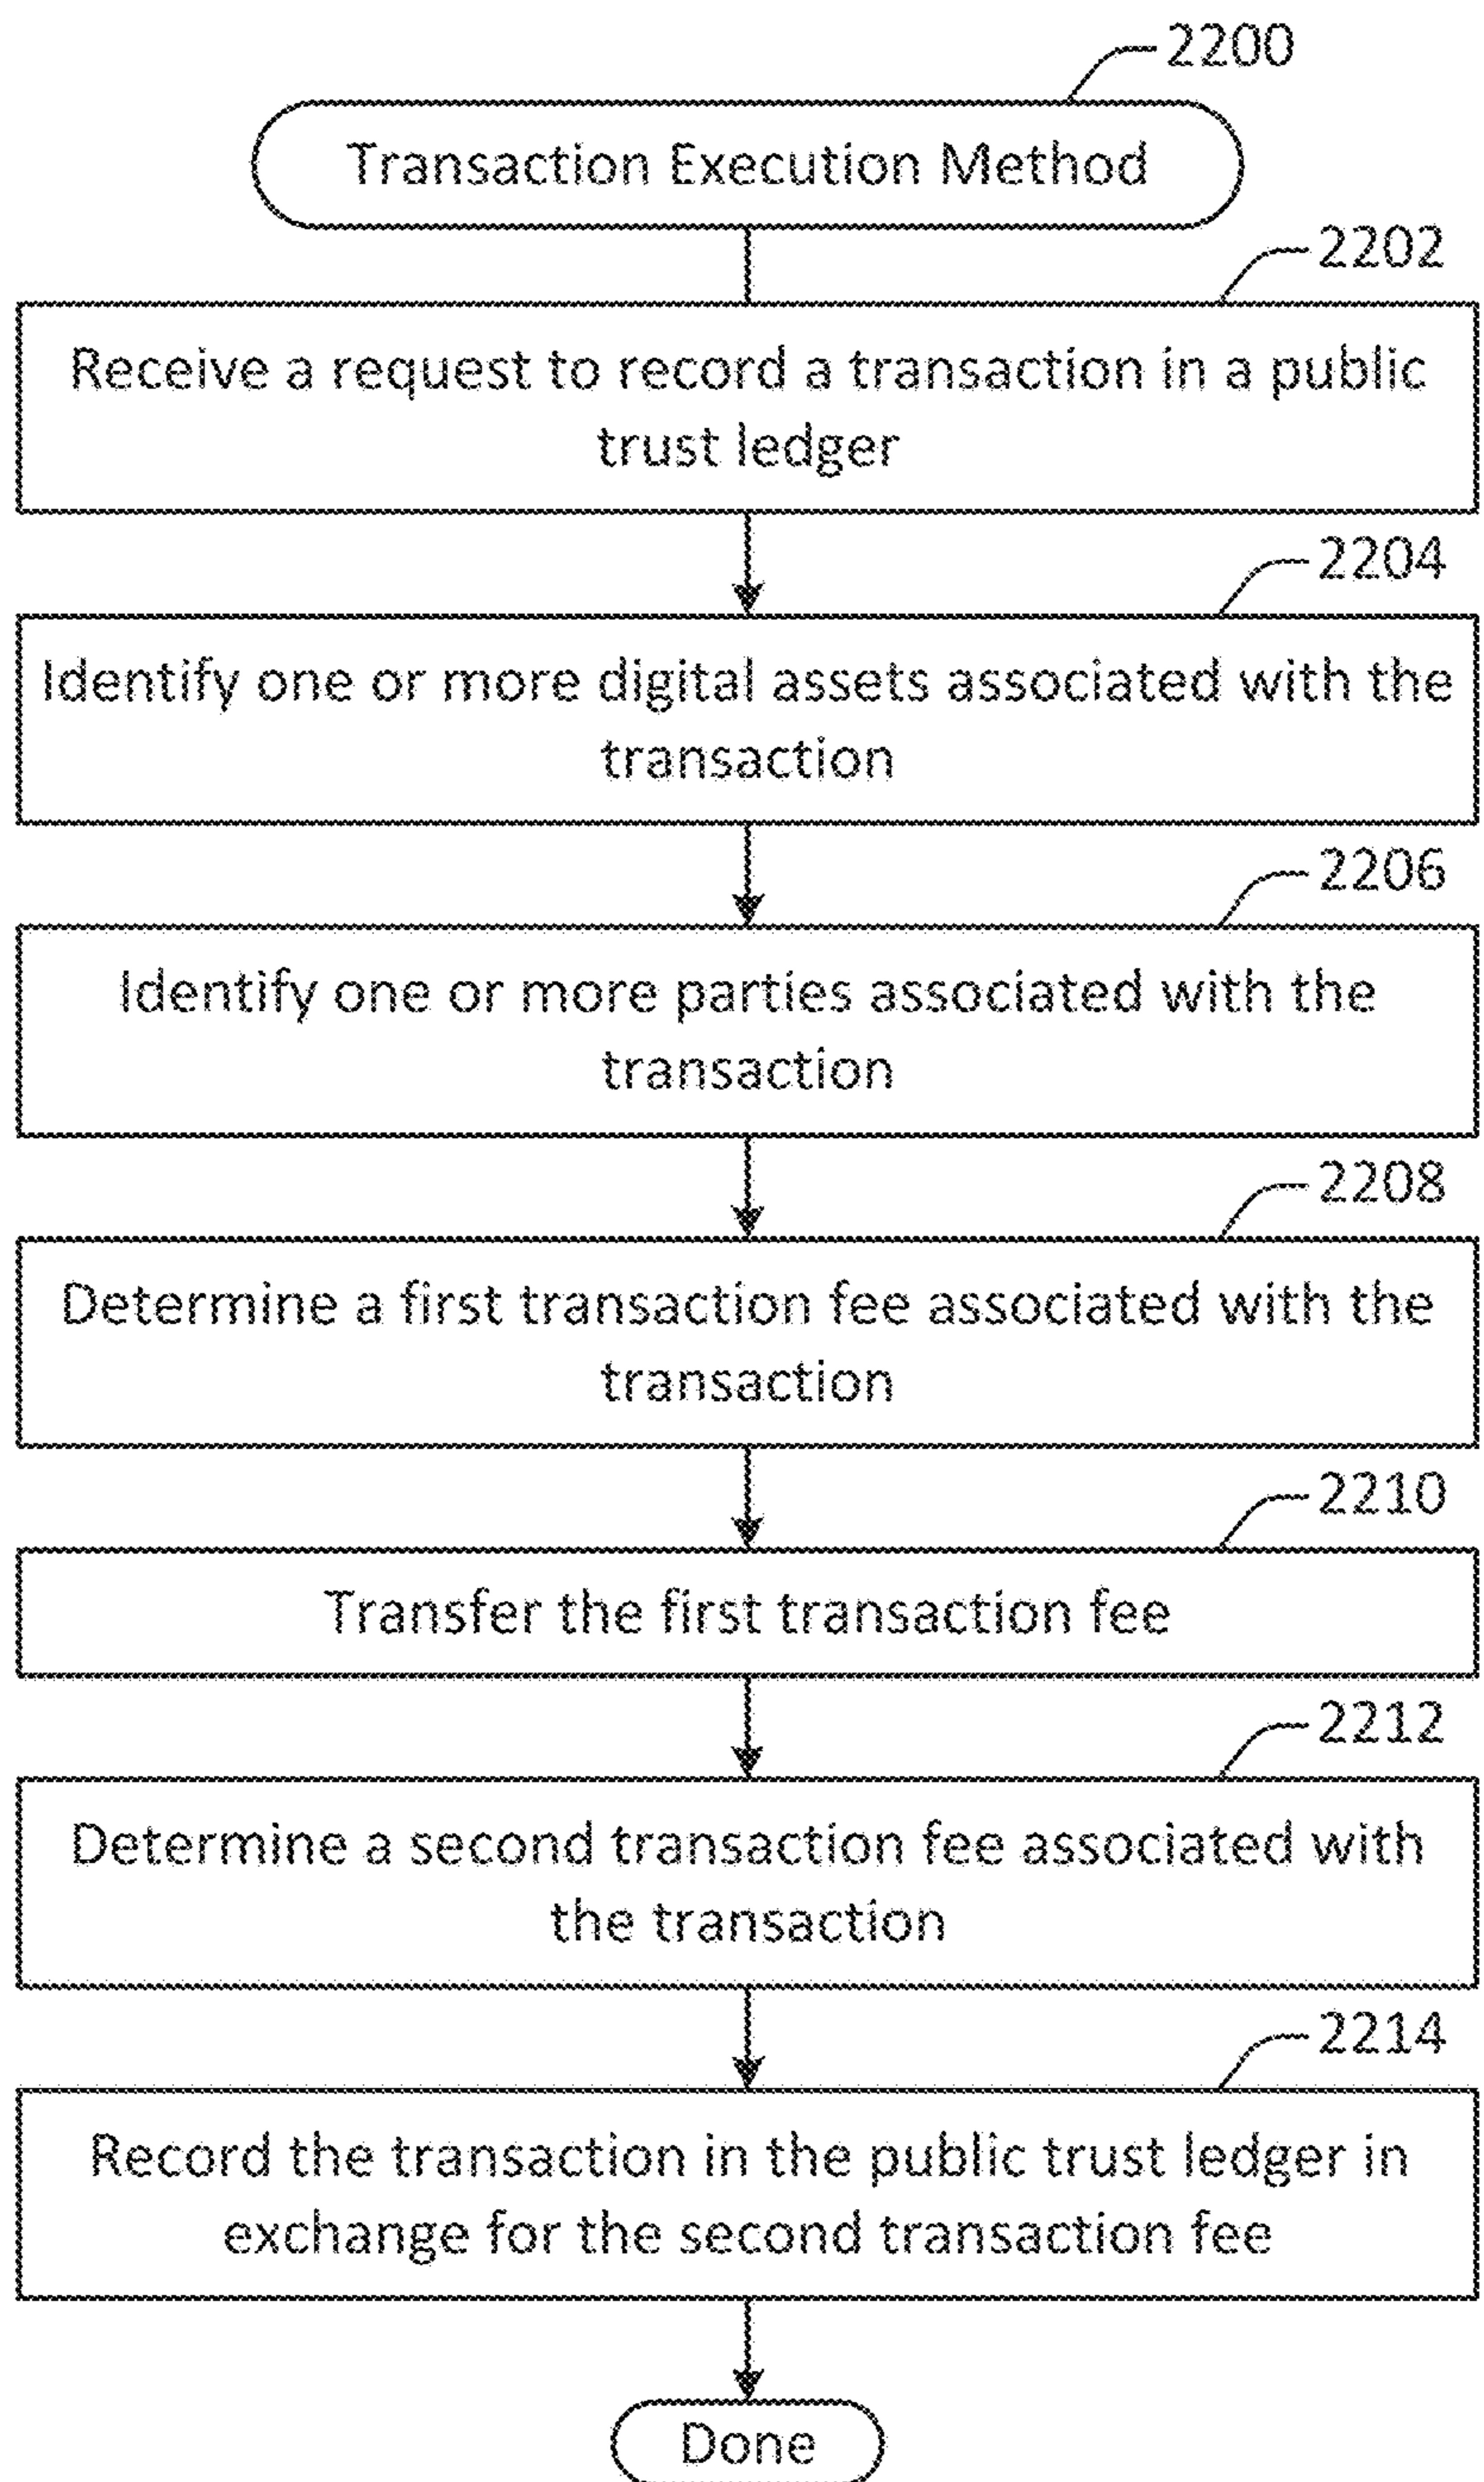 2200
Transaction Execution Method
2202
Receive a request to record a transaction in a public
trust ledger
2204
Identify one or more digital assets associated with the
transaction
2206
Identify one or more parties associated with the
transaction
2208
Determine a first transaction fee associated with the
transaction
2210
Transfer the first transaction fee
2212
Determine a second transaction fee associated with
the transaction
2214
Record the transaction in the public trust ledger in
exchange for the second transaction fee
Done